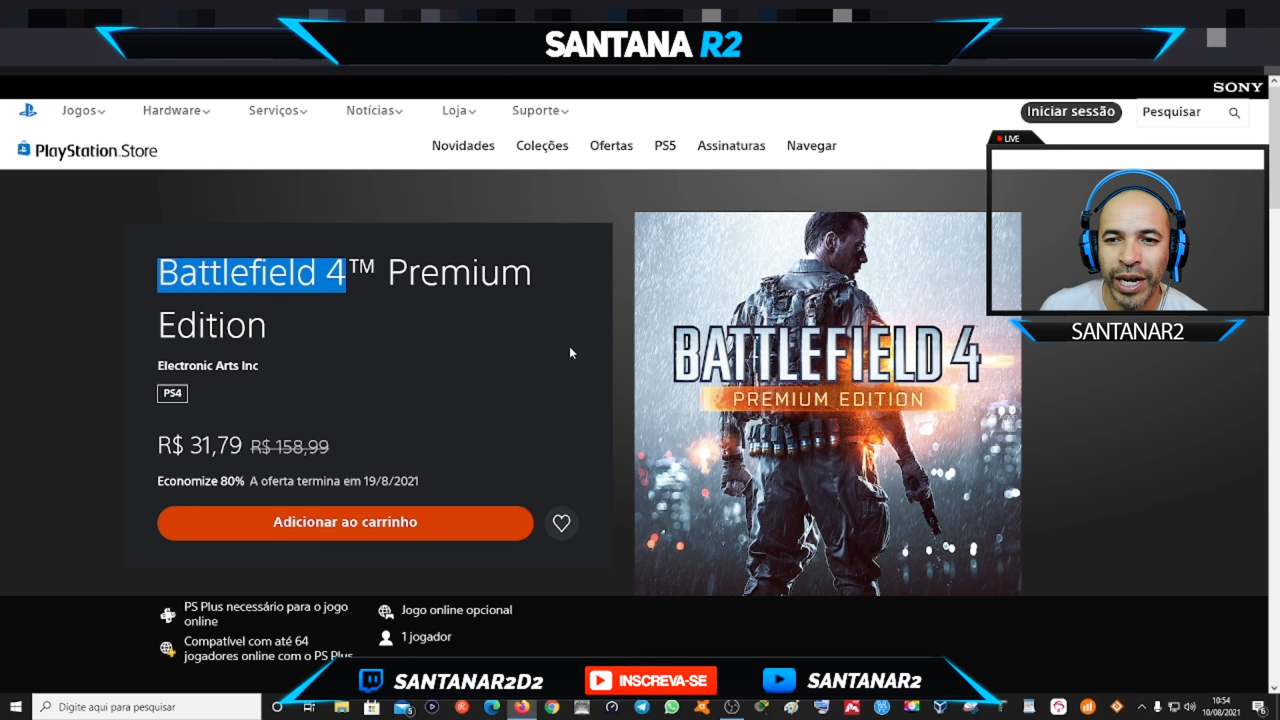 SANTANA R2
SONY
Jogos
Hardware
Serviços
Notícias
Loja
Suporte
Iniciar sessão
Pesquisar
PlayStation.Store
Novidades
Coleções
Ofertas
PS5
Assinaturas
Navegar
LIVE
Battlefield 4™ Premium
Edition
Electronic Arts Inc
PS4
R$ 31,79 R$ 158,99
Economize 80% A oferta termina em 19/8/2021
Adicionar ao carrinho
BATTLEFIELD 4
PREMIUM EDITION
SANTANAR2
PS Plus necessário para o jogo
online
Compatível com até 64
jogadores online com o PS Plus
Jogo online opcional
1 jogador
SANTANAR2D2
INSCREVA-SE
SANTANAR2
Digite aqui para pesquisar
10:54
10/08/2021